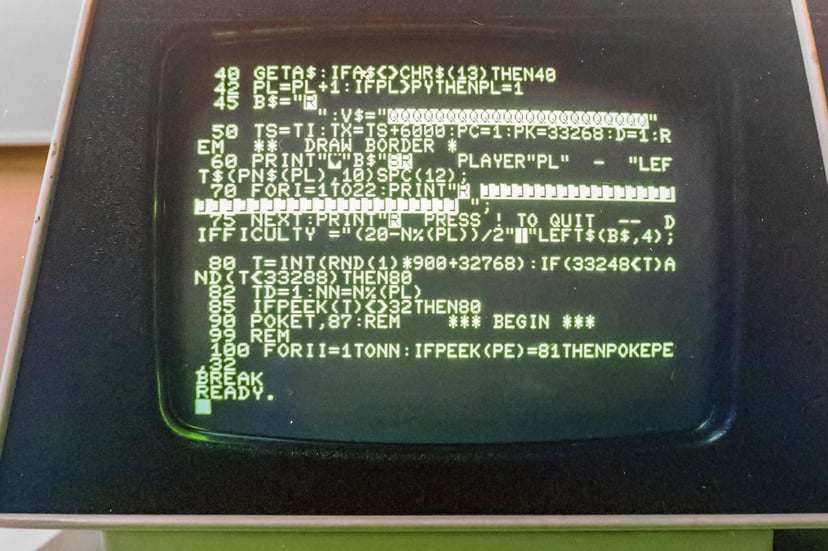 40 GETA$:IFA$<>CHR$(13)THEN40
42 PL=PL+1:IFPL>PYTHENPL=1
45 B$="R
":V$="QQQQQQQQQQQQQQQQQQQQQQQQQ"
50 TS=TI:TX=TS+6000:PC=1:PK=33268:D=1:R
EM ** DRAW BORDER *
60 PRINT" "B$"SR PLAYER"PL" - "LEF
T$(PN$(PL),10)SPC(12);
70 FORI=1TO22:PRINT"R
";
75 NEXT:PRINT"R PRESS ! TO QUIT -- D
IFFICULTY ="(20-N%(PL))/2" "LEFT$(B$,4);
80 T=INT(RND(1)*900+32768):IF(33248<T)A
ND(T<33288)THEN80
82 TD=1:NN=N%(PL)
85 IFPEEK(T)<>32THEN80
90 POKET,87:REM *** BEGIN ***
99 REM
100 FORII=1TONN:IFPEEK(PE)=81THENPOKEPE
,32
BREAK
READY.